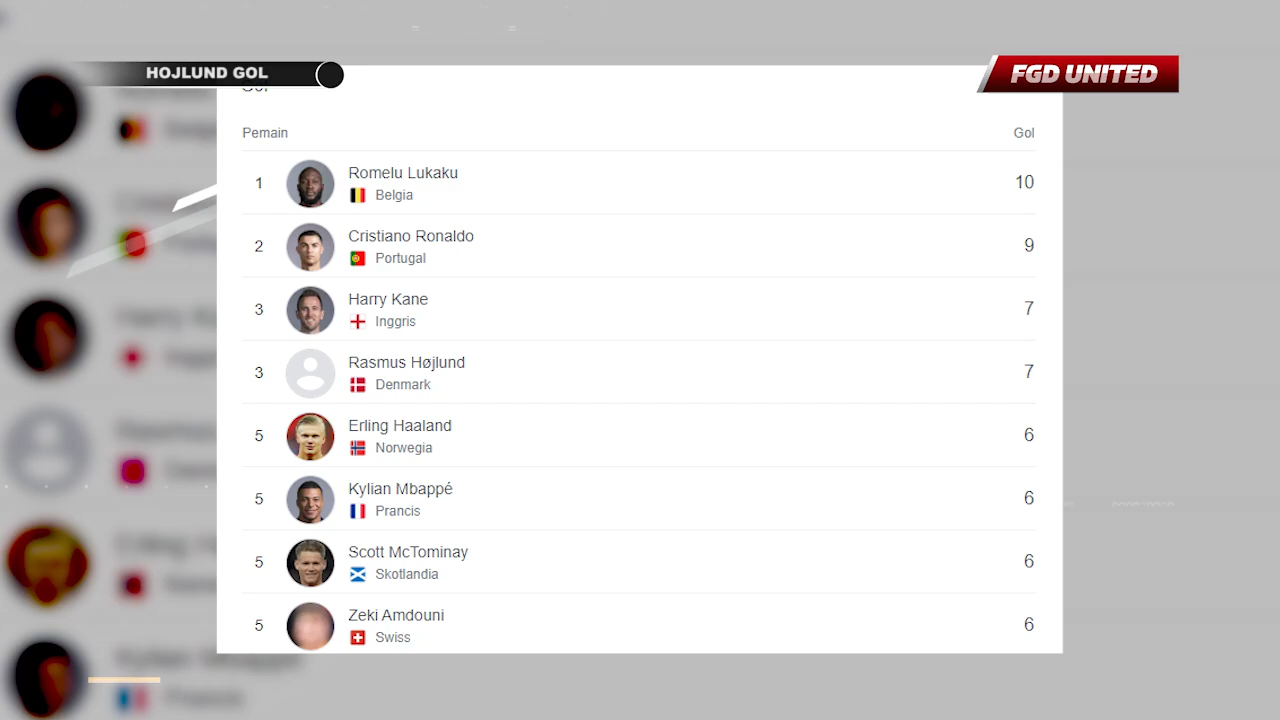 HOJLUND GOL
FGD UNITED
Pemain Gol
1 Romelu Lukaku 10
Belgia
2 Cristiano Ronaldo 9
Portugal
3 Harry Kane 7
Inggris
3 Rasmus Højlund 7
Denmark
5 Erling Haaland 6
Norwegia
5 Kylian Mbappé 6
Prancis
5 Scott McTominay 6
Skotlandia
5 Zeki Amdouni 6
Swiss